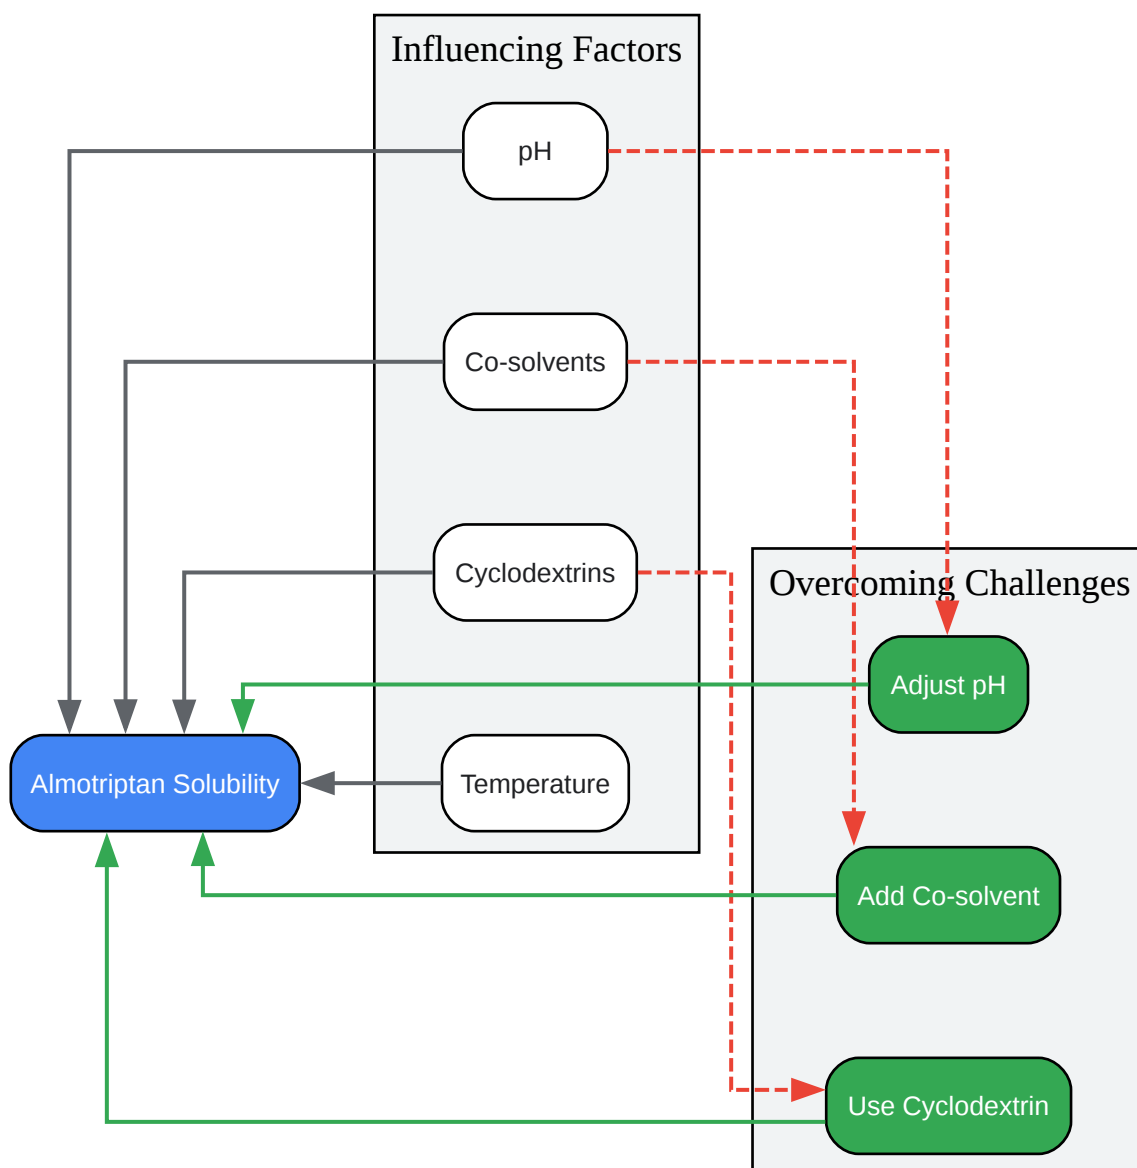 Influencing Factors
pH
Co-solvents
Cyclodextrins
Overcoming Challenges
Adjust pH
Almotriptan Solubility
Temperature
Add Co-solvent
Use Cyclodextrin